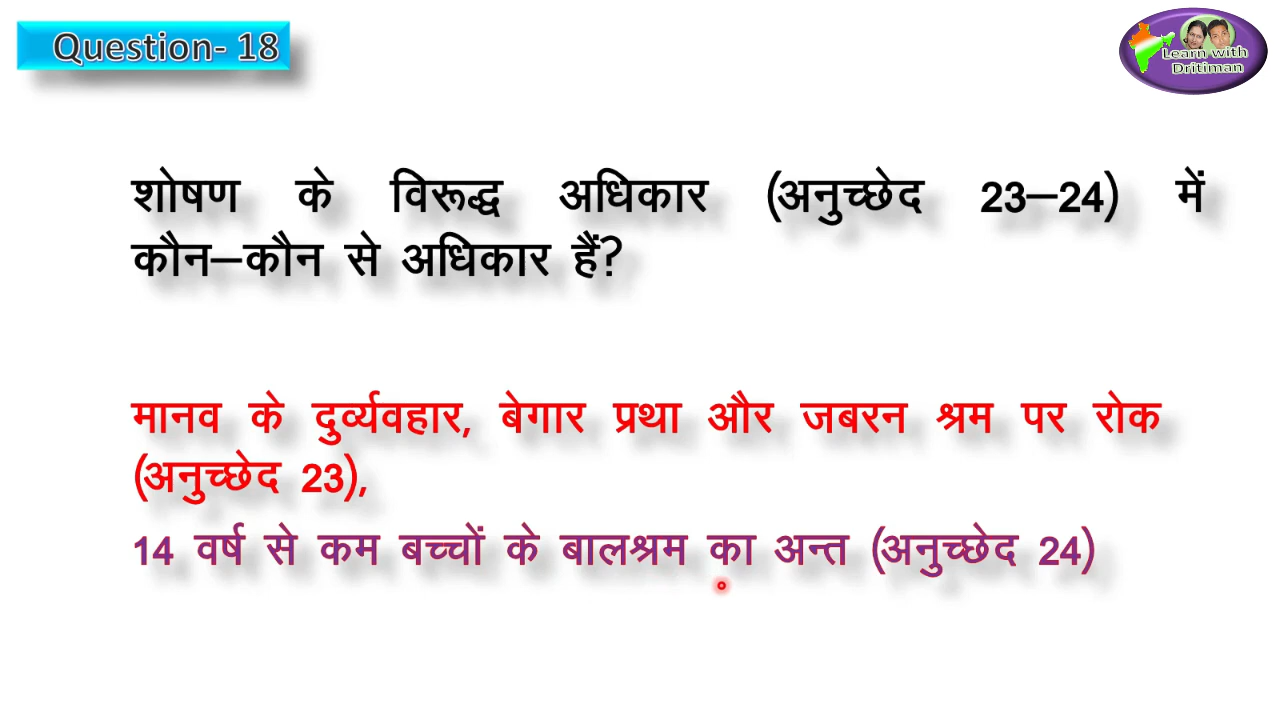 Question- 18
Learn with
Dritiman
शोषण के विरूद्ध अधिकार (अनुच्छेद 23–24) में
कौन–कौन से अधिकार हैं?
मानव के दुर्व्यवहार, बेगार प्रथा और जबरन श्रम पर रोक
(अनुच्छेद 23),
14 वर्ष से कम बच्चों के बालश्रम का अन्त (अनुच्छेद 24)